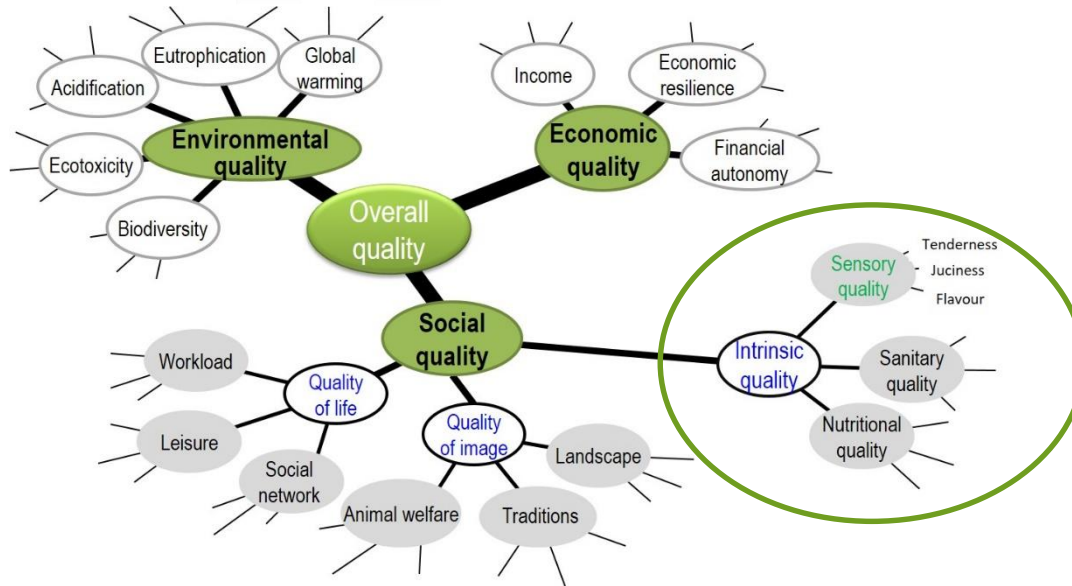 Eutrophication
Global
warming
Acidification
Ecotoxicity
Biodiversity
Environmental
quality
Income
Economic
resilience
Economic
quality
Financial
autonomy
Overall
quality
Social
quality
Workload
Leisure
Social
network
Quality
of life
Quality
of image
Animal welfare
Traditions
Landscape
Intrinsic
quality
Sensory
quality
Tenderness
Juciness
Flavour
Sanitary
quality
Nutritional
quality